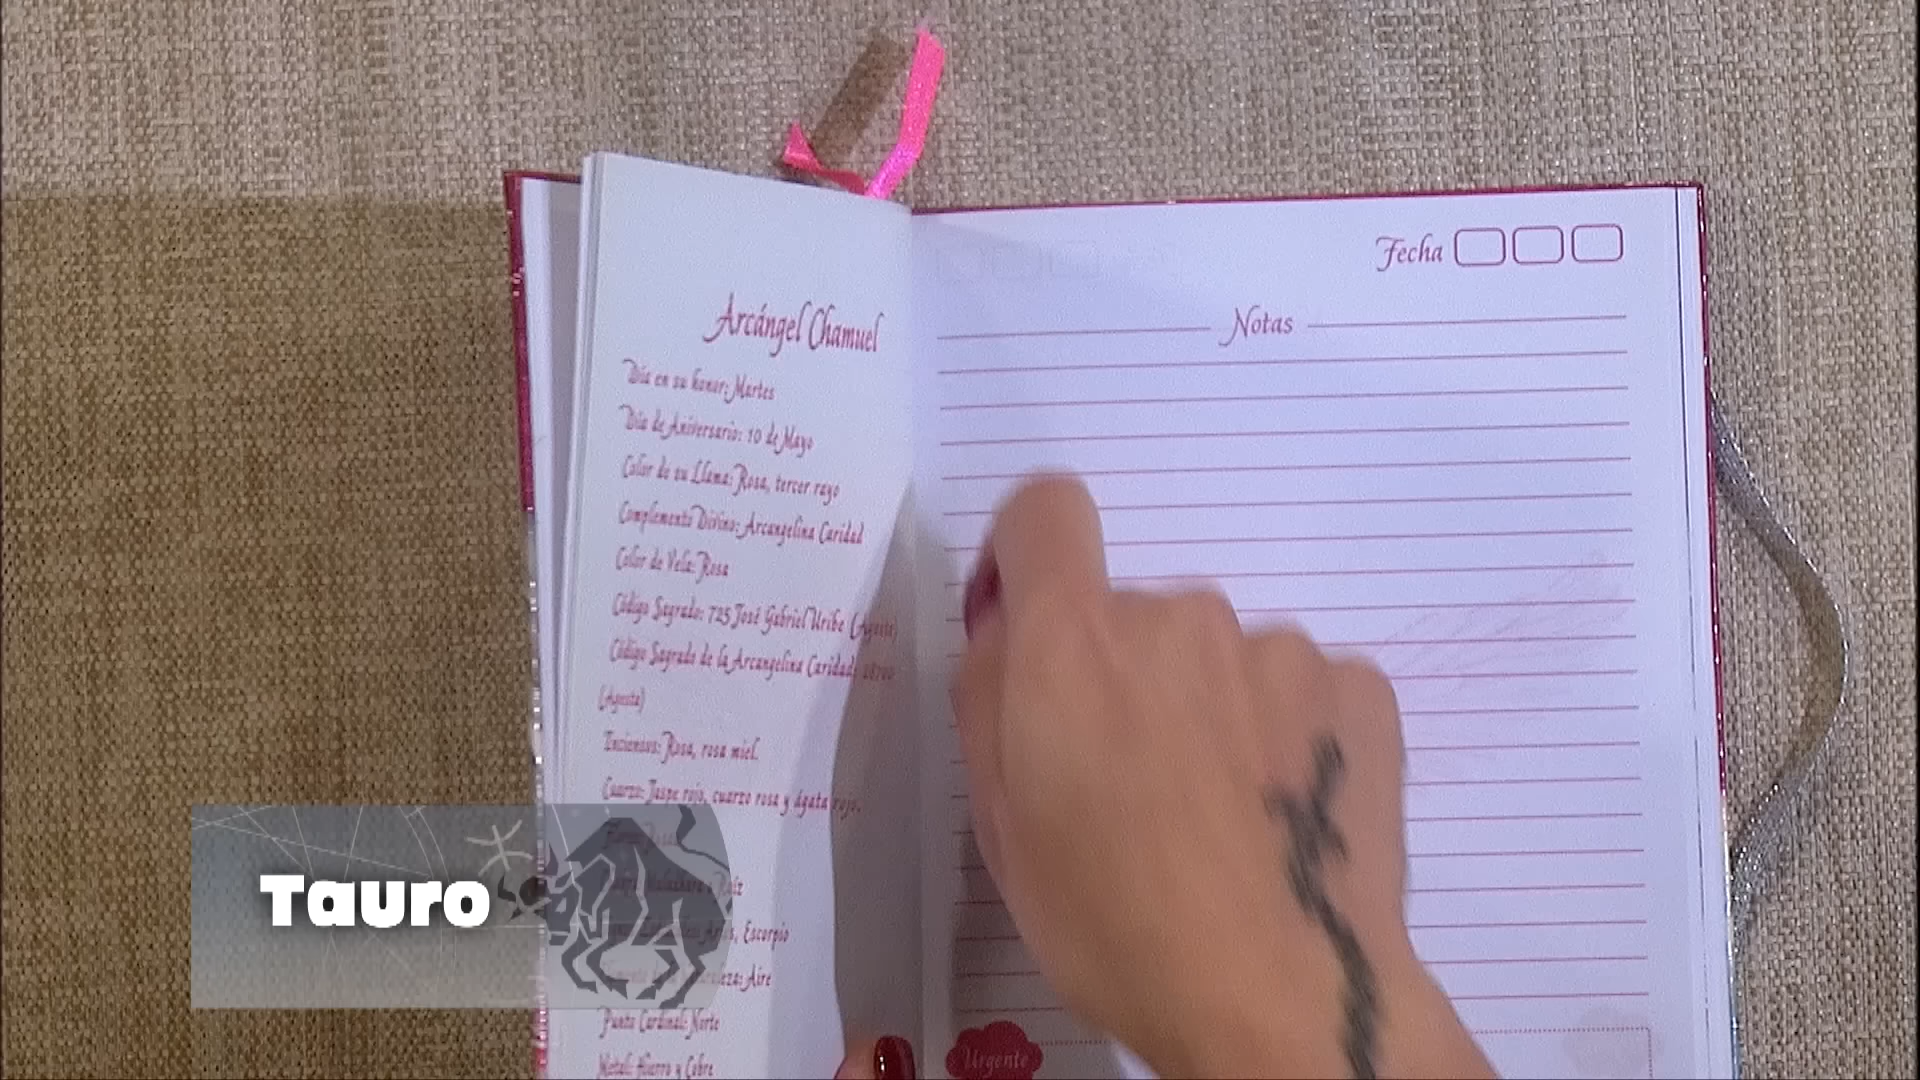 Arcángel Chamuel
Día en su honor: Martes
Día de Aniversario: 10 de Mayo
Color de su Llama: Rosa, tercer rayo
Complemento Divino: Arcangelina Caridad
Color de Vela: Rosa
Código Sagrado: 725 José Gabriel Uribe (Agesta)
Código Sagrado de la Arcangelina Caridad:
(Agesta)
Inciensos: Rosa, rosa miel.
Cuarzo: Jaspe rojo, cuarzo rosa y ágata rojo.
Aries, Escorpio
Aire
Punto Cardinal: Norte
Metal: Hierro y Cobre
Fecha
Notas
Urgente
Tauro